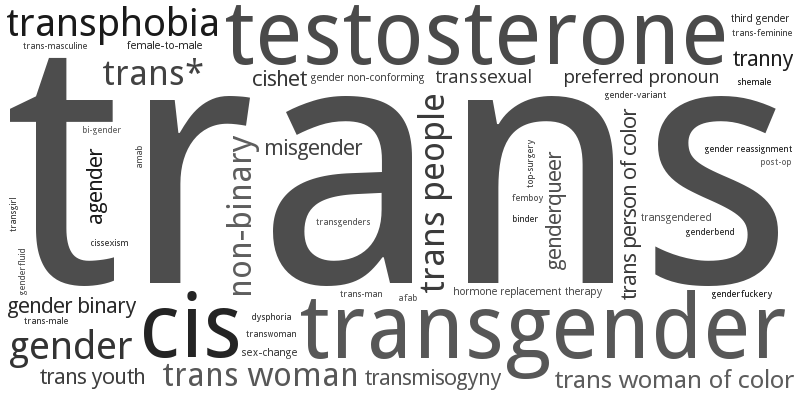 transphobia
testosterone
third gender
trans-masculine
female-to-male
trans-feminine
tranny
trans*
cishet
gender non-conforming
transsexual
preferred pronoun
shemale
trans
gender-variant
bi-gender
amab
agender
misgender
non-binary
trans people
top-surgery
genderqueer
trans person of color
gender reassignment
post-op
transgirl
femboy
transgenders
binder
transgendered
genderbend
cissexism
genderfluid
trans-man
afab
hormone replacement therapy
genderfuckery
gender binary
trans-male
cis
dysphoria
transgender
transwoman
gender
sex-change
trans youth
trans woman
transmisogyny
trans woman of color